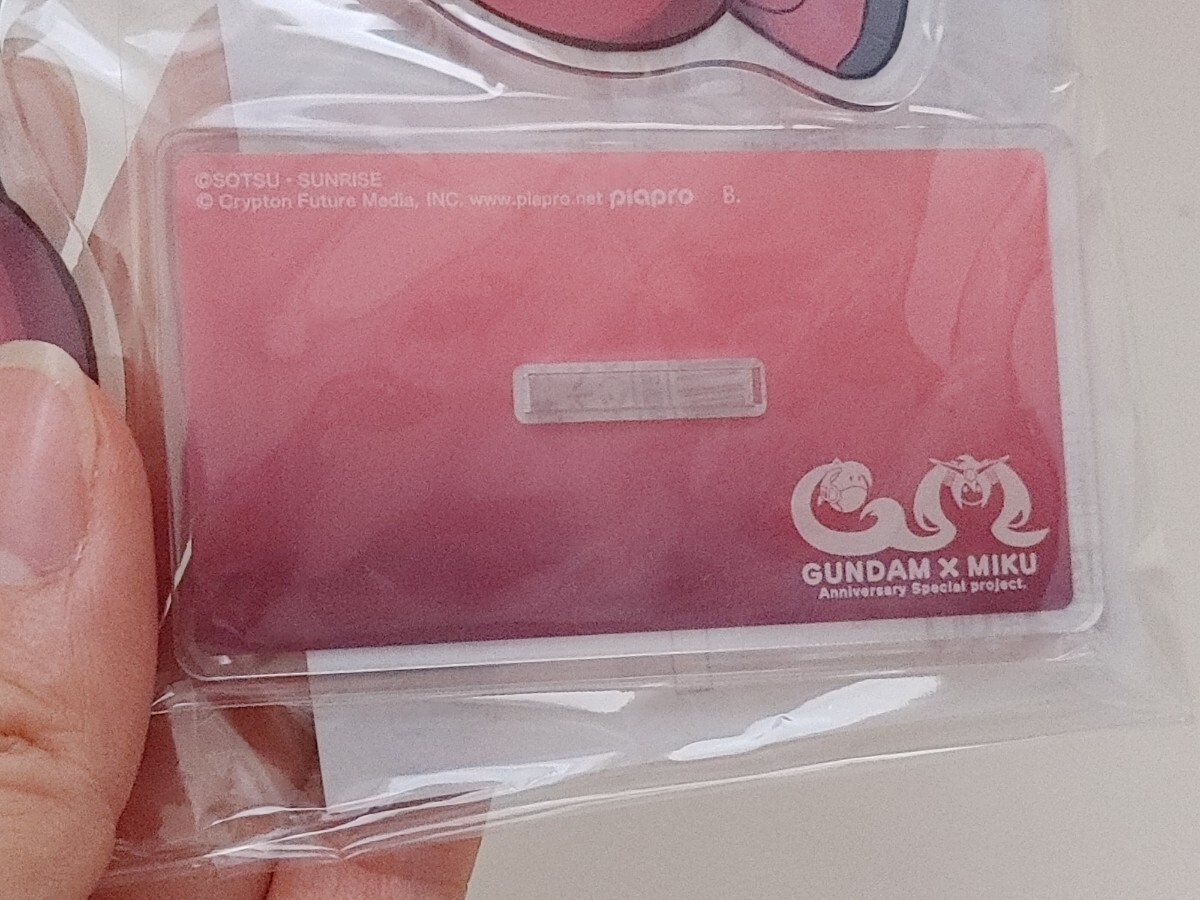 ©SOTSU・SUNRISE
© Crypton Future Media, INC. www.piapro.net piapro B.
GUNDAM X MIKU
Anniversary Special project.